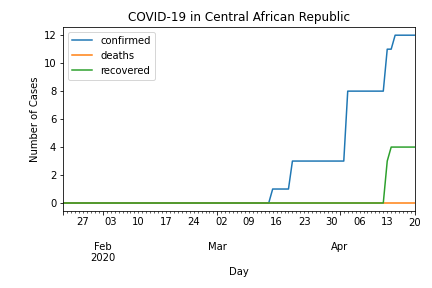 COVID-19 in Central African Republic
confirmed
deaths
recovered
Number of Cases
12
10
8
6
4
2
0
27 03 10 17 24 02 09 16 23 30 06 13 20
Feb Mar Apr
2020
Day